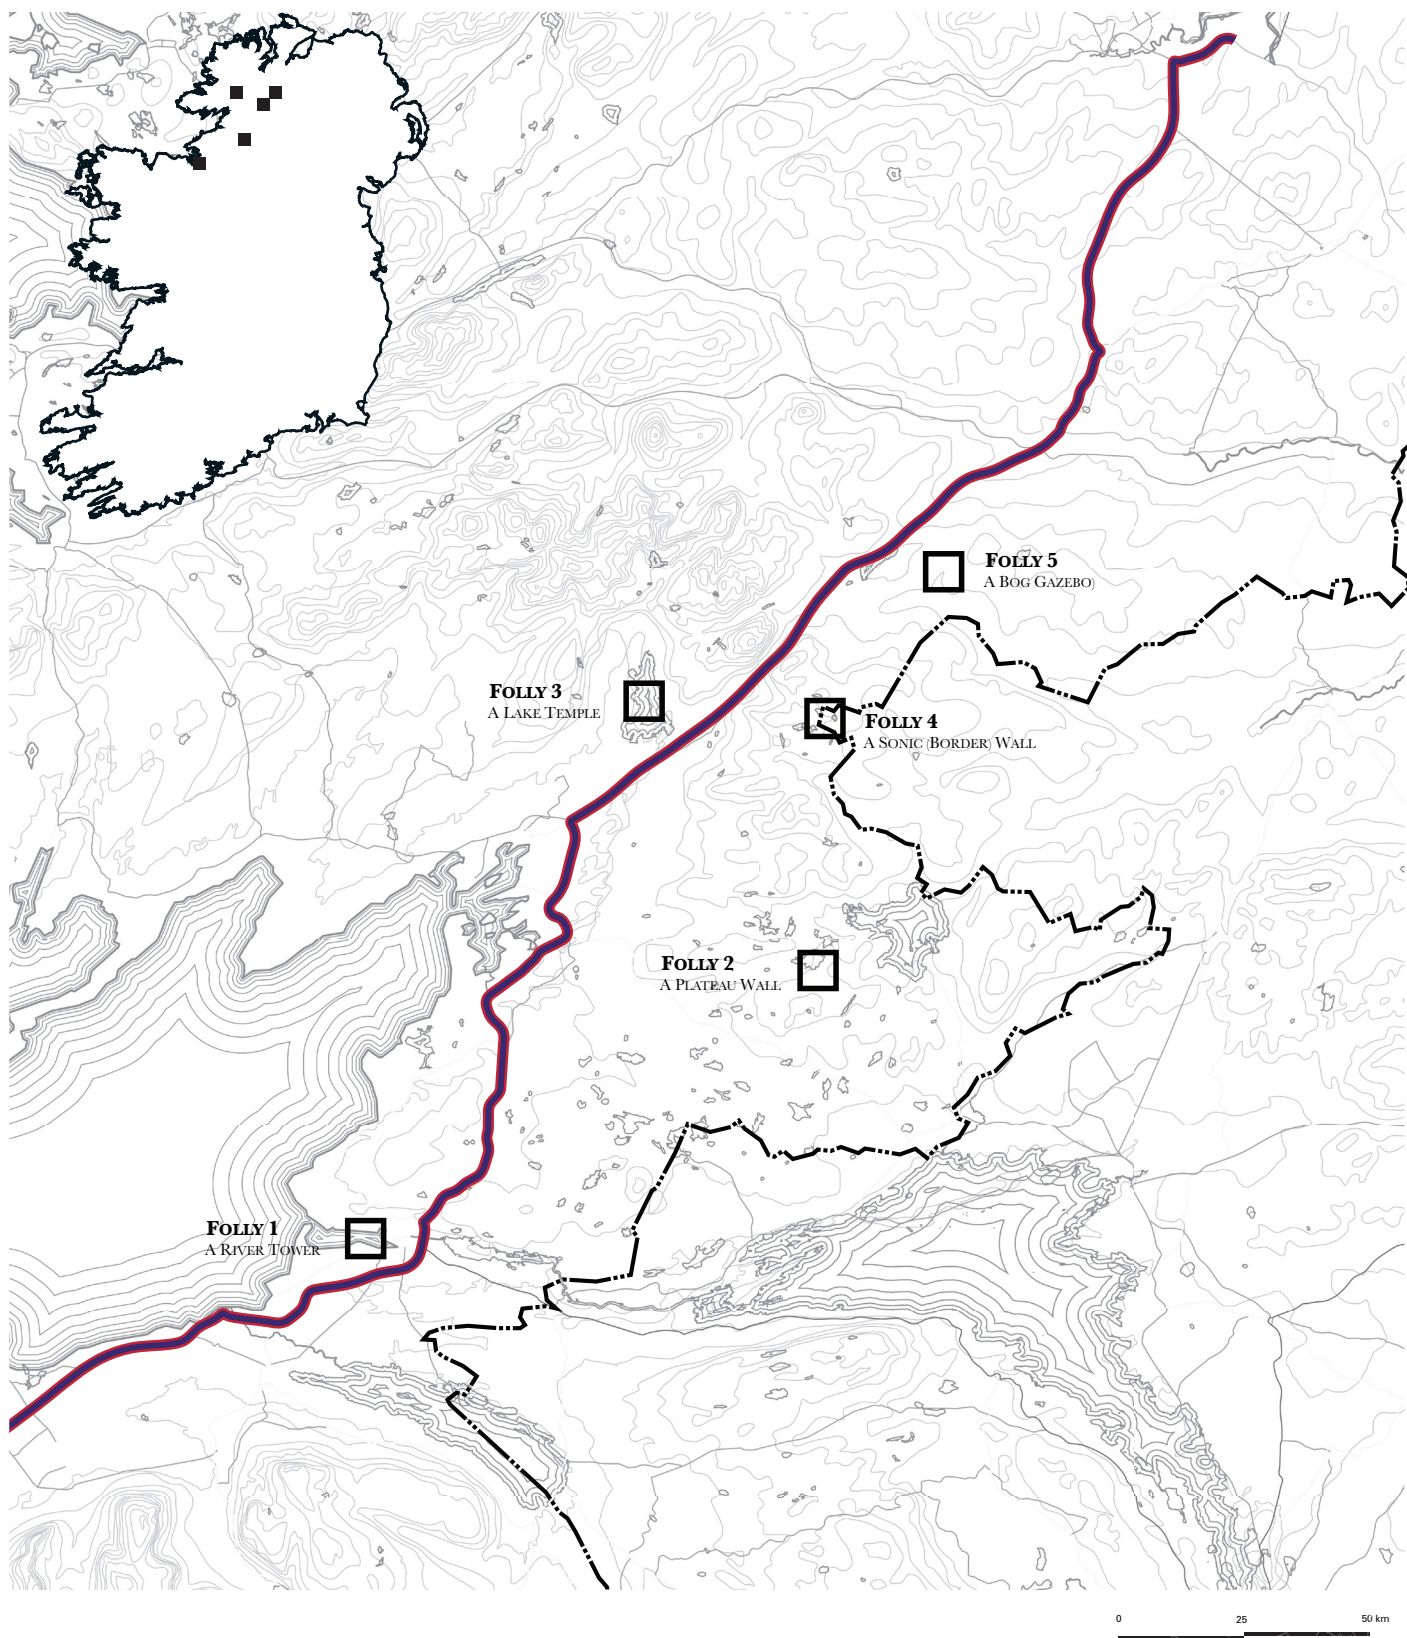 FOLLY 5
A BOG GAZEBO)
FOLLY 3
A LAKE TEMPLE
FOLLY 4
A SONIC (BORDER) WALL
FOLLY 2
A PLATEAU WALL
FOLLY 1
A RIVER TOWER
0 25 50 km